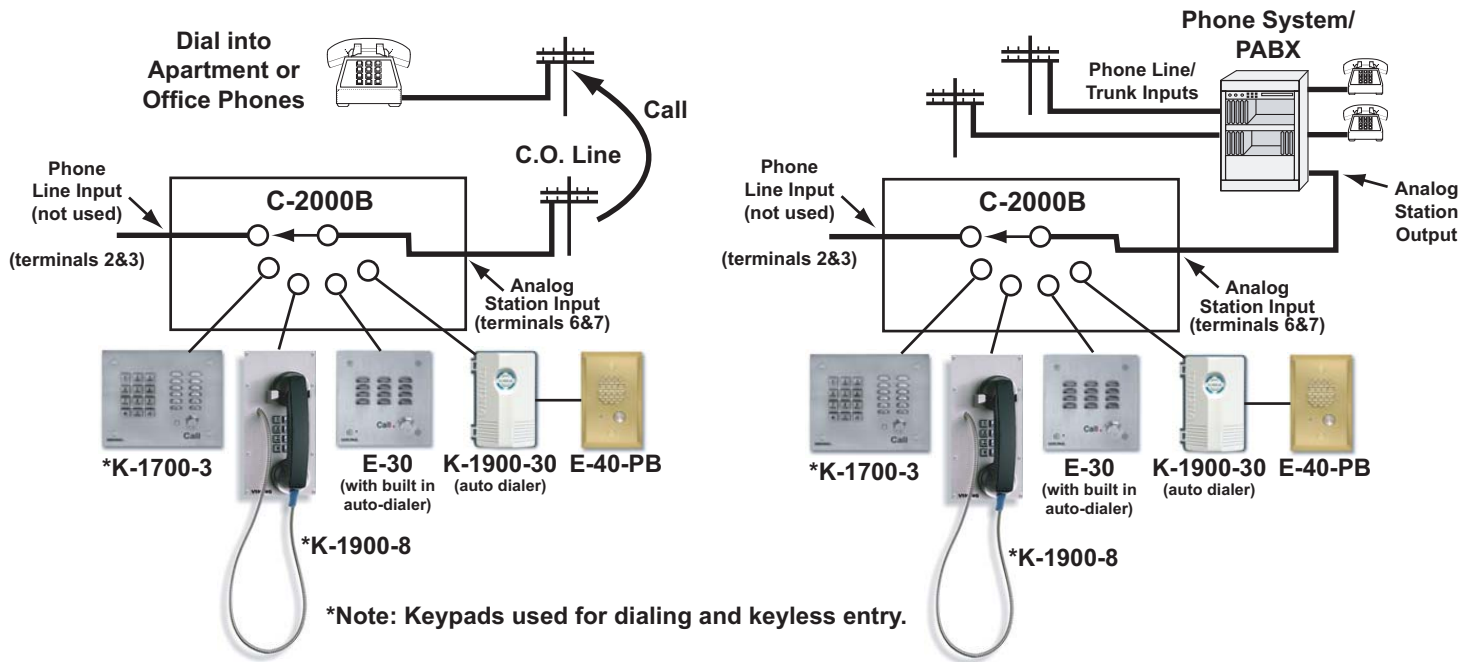 Dial into
Apartment or
Office Phones
Call
C.O. Line
Phone
Line Input
(not used)
(terminals 2&3)
C-2000B
Analog
Station Input
(terminals 6&7)
Call
Call
*K-1700-3
*K-1900-8
E-30
(with built in
auto-dialer)
K-1900-30
(auto dialer)
E-40-PB
Phone System/
PABX
Phone Line/
Trunk Inputs
Phone
Line Input
(not used)
(terminals 2&3)
C-2000B
Analog
Station
Output
Analog
Station Input
(terminals 6&7)
Call
Call
*K-1700-3
*K-1900-8
E-30
(with built in
auto-dialer)
K-1900-30
(auto dialer)
E-40-PB
*Note: Keypads used for dialing and keyless entry.